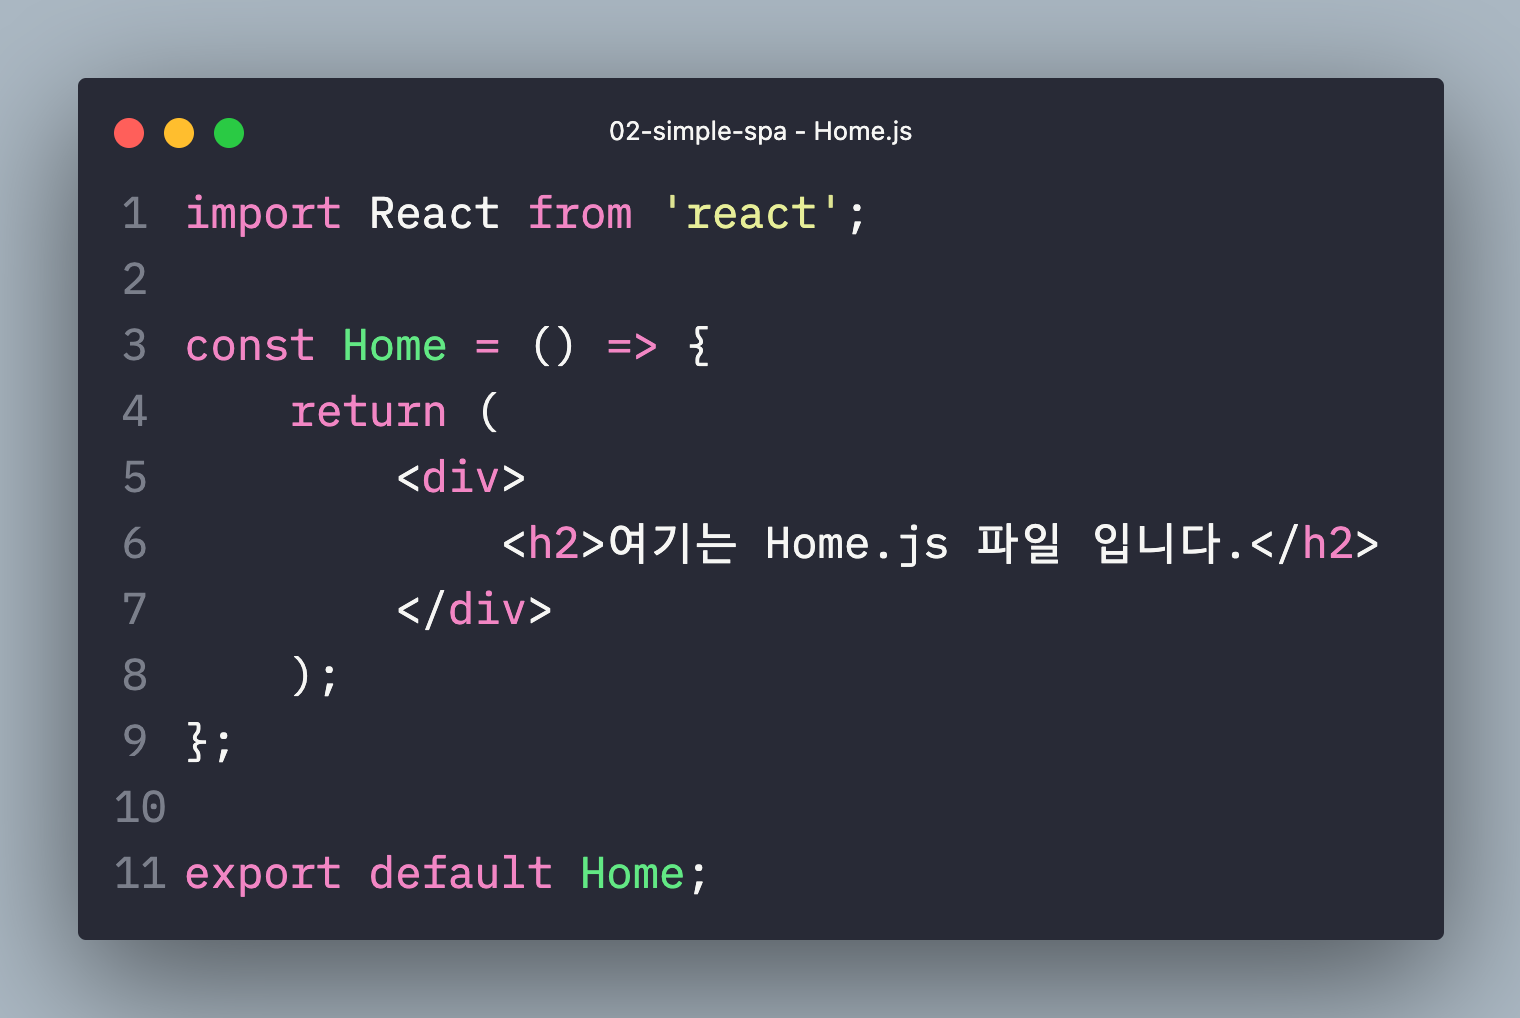 02-simple-spa - Home.js
1 import React from 'react';
2
3 const Home = () => {
4     return (
5         <div>
6             <h2>여기는 Home.js 파일 입니다.</h2>
7         </div>
8     );
9 };
10
11 export default Home;